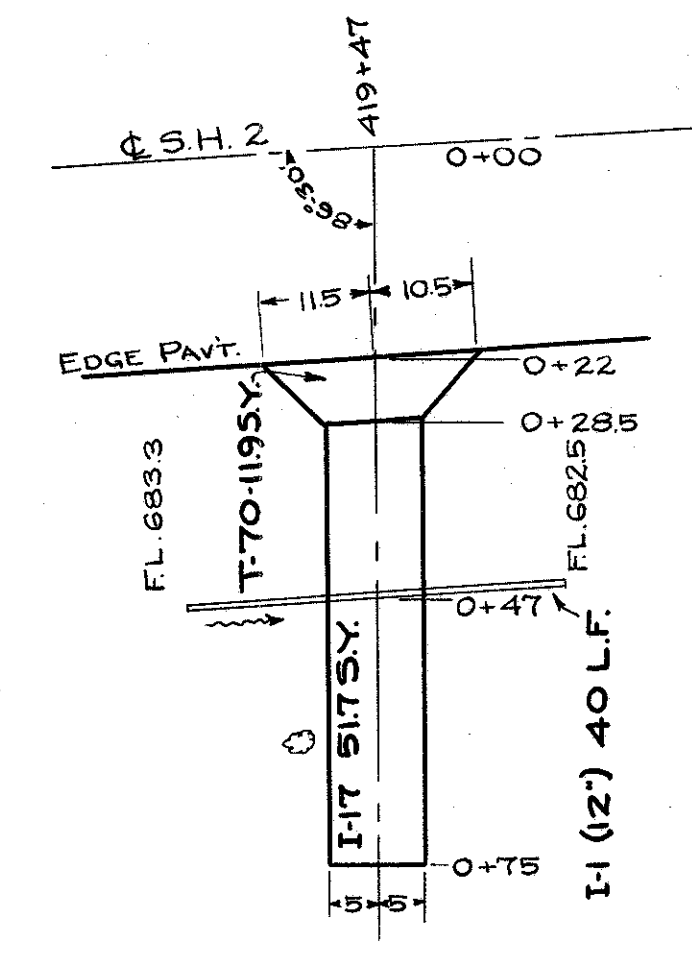 419+47
℄ S.H. 2
0+00
86°30'
11.5
10.5
EDGE PAV'T.
0+22
0+28.5
T-70-11.9 S.Y.
F.L. 683.3
F.L. 682.5
0+47
I-17 51.7 S.Y.
I-1 (12") 40 L.F.
0+75
5
5